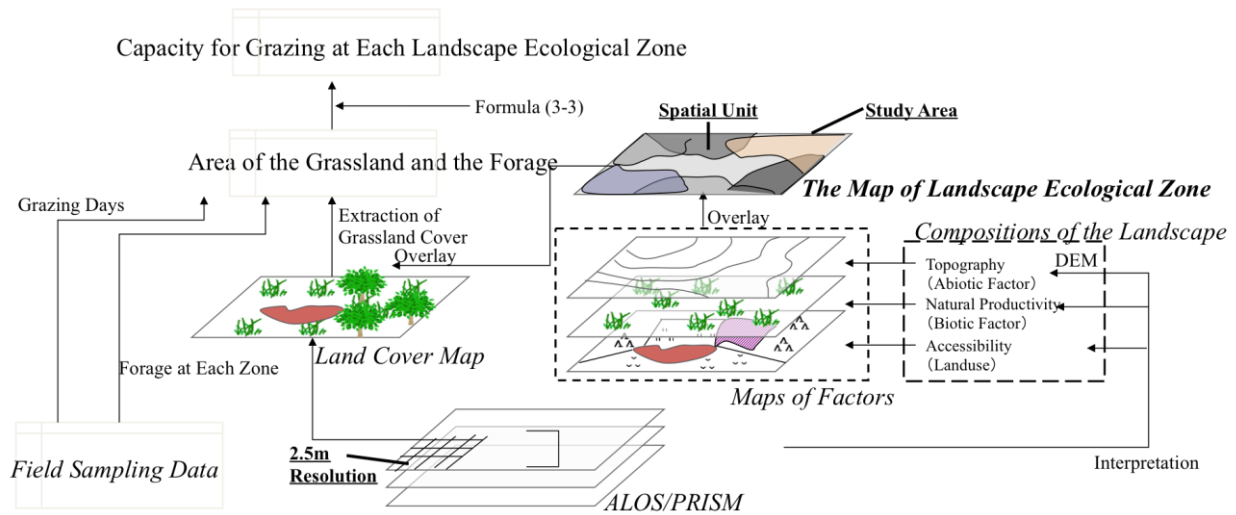 Capacity for Grazing at Each Landscape Ecological Zone
Formula (3-3)
Spatial Unit
Study Area
Area of the Grassland and the Forage
The Map of Landscape Ecological Zone
Grazing Days
Extraction of
Grassland Cover
Overlay
Overlay
Compositions of the Landscape
DEM
Topography
(Abiotic Factor)
Natural Productivity
(Biotic Factor)
Accessibility
(Landuse)
Land Cover Map
Forage at Each Zone
Maps of Factors
Field Sampling Data
2.5m
Resolution
ALOS/PRISM
Interpretation